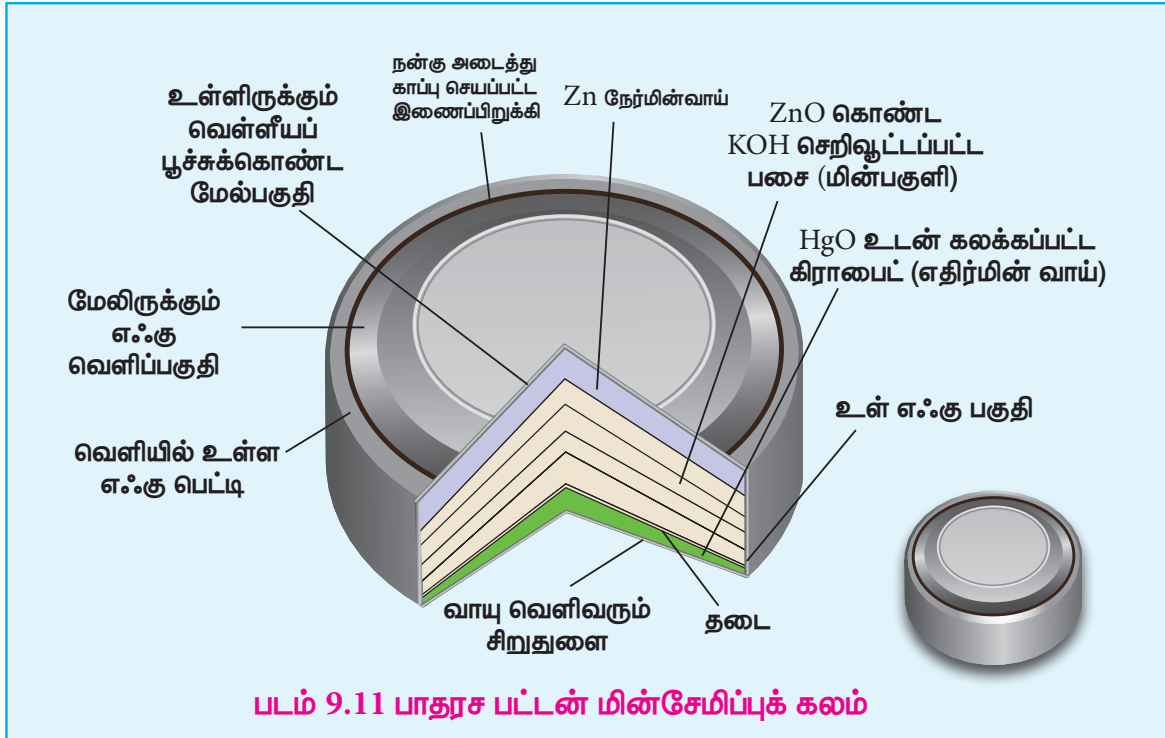 நன்கு அடைத்து
காப்பு செயப்பட்ட
இணைப்பிறுக்கி
உள்ளிருக்கும்
வெள்ளீயப்
பூச்சுக்கொண்ட
மேல்பகுதி
Zn நேர்மின்வாய்
ZnO கொண்ட
KOH செறிவூட்டப்பட்ட
பசை (மின்பகுளி)
HgO உடன் கலக்கப்பட்ட
கிராபைட் (எதிர்மின் வாய்)
மேலிருக்கும்
எஃகு
வெளிப்பகுதி
உள் எஃகு பகுதி
வெளியில் உள்ள
எஃகு பெட்டி
வாயு வெளிவரும்
சிறுதுளை
தடை
படம் 9.11 பாதரச பட்டன் மின்சேமிப்புக் கலம்